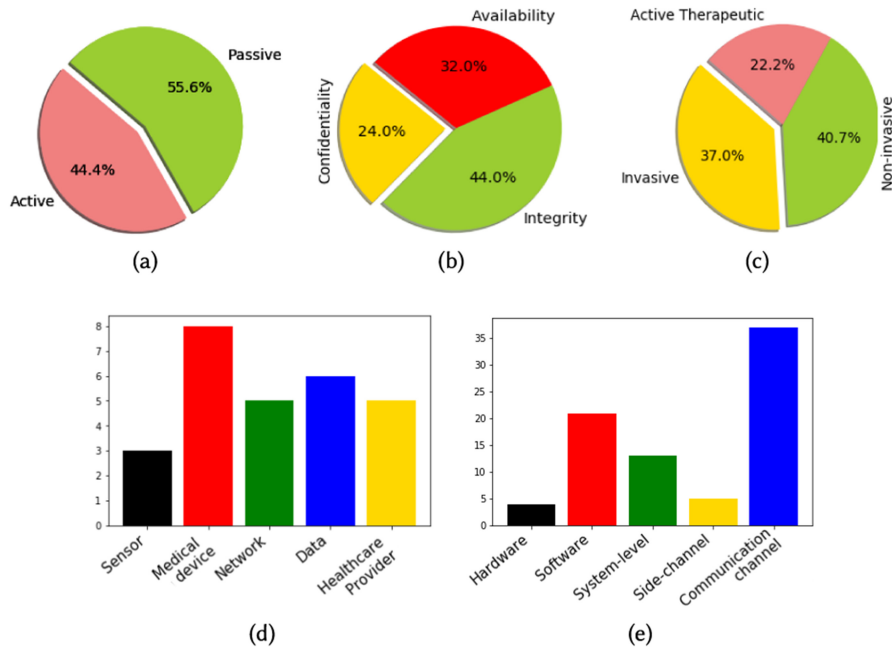 Passive
55.6%
44.4%
Active
(a)
Availability
32.0%
Confidentiality
24.0%
44.0%
Integrity
(b)
Active Therapeutic
22.2%
40.7%
Non-invasive
37.0%
Invasive
(c)
8
7
6
5
4
3
2
1
0
Sensor
Medical
device
Network
Data
Healthcare
Provider
(d)
35
30
25
20
15
10
5
0
Hardware
Software
System-level
Side-channel
Communication
channel
(e)